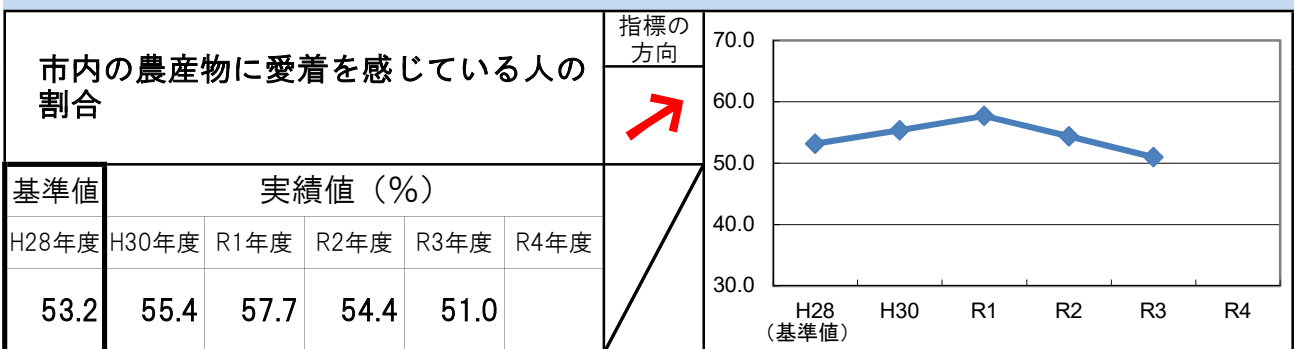 市内の農産物に愛着を感じている人の
割合
指標の
方向
基準値
実績値（％）
H28年度 H30年度 R1年度 R2年度 R3年度 R4年度
53.2 55.4 57.7 54.4 51.0
70.0
60.0
50.0
40.0
30.0
H28 H30 R1 R2 R3 R4
（基準値）